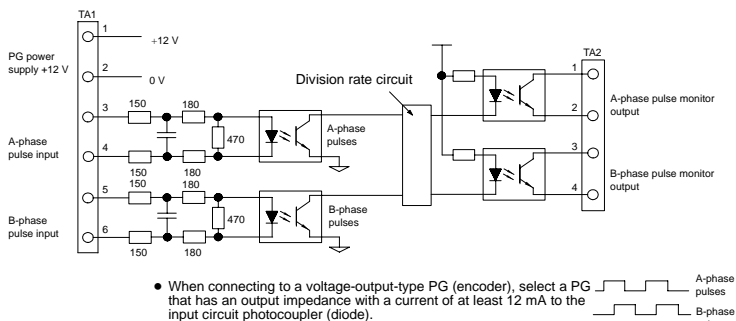 TA1
1
+12 V
PG power
supply +12 V
2
0 V
3
150
180
470
A-phase
pulse input
4
150
180
A-phase
pulses
5
150
180
470
B-phase
pulse input
6
150
180
B-phase
pulses
Division rate circuit
TA2
1
2
A-phase pulse monitor
output
3
4
B-phase pulse monitor
output
• When connecting to a voltage-output-type PG (encoder), select a PG
that has an output impedance with a current of at least 12 mA to the
input circuit photocoupler (diode).
A-phase
pulses
B-phase